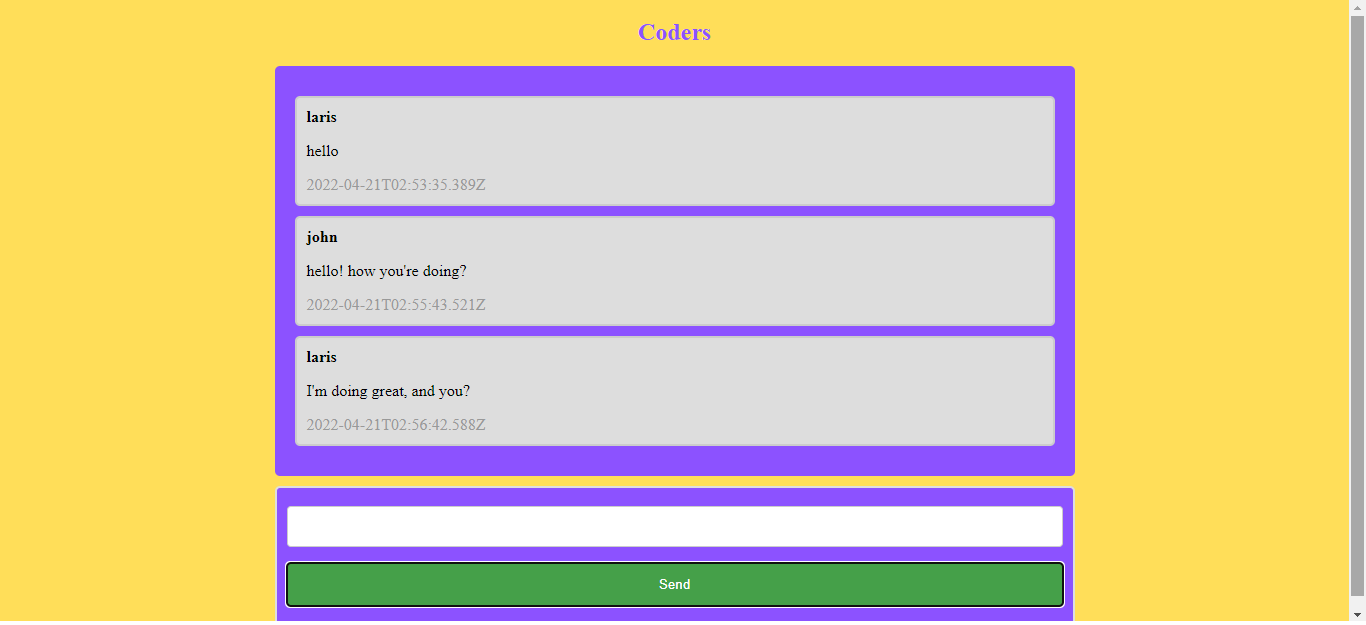 Coders
laris
hello
2022-04-21T02:53:35.389Z
john
hello! how you're doing?
2022-04-21T02:55:43.521Z
laris
I'm doing great, and you?
2022-04-21T02:56:42.588Z
Send